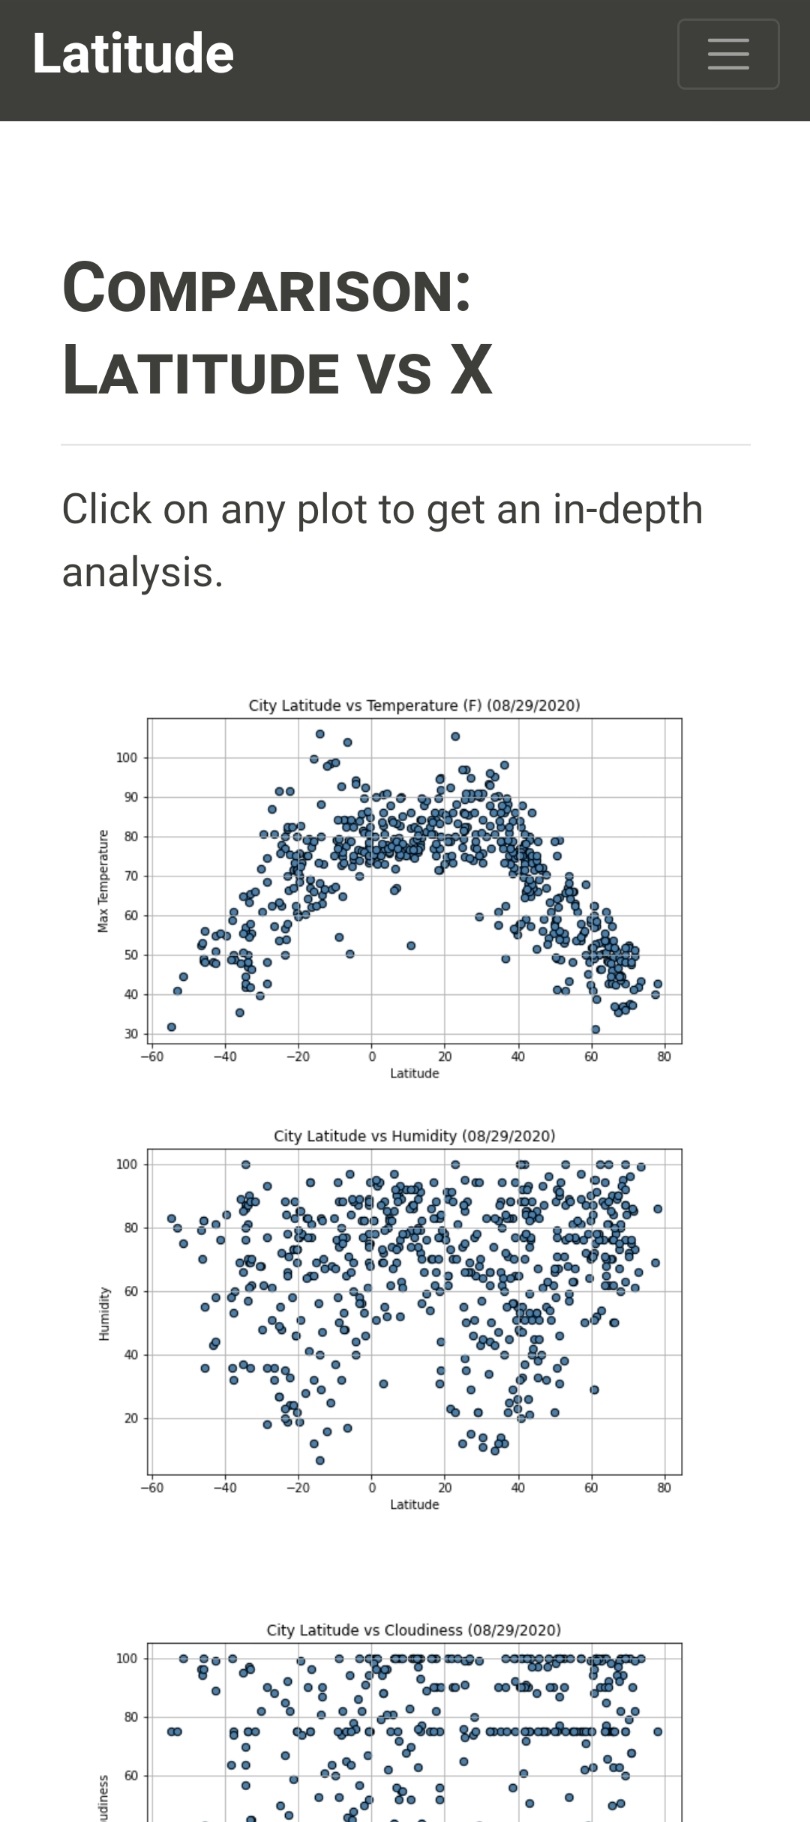 Latitude
COMPARISON:
LATITUDE VS X
Click on any plot to get an in-depth
analysis.
City Latitude vs Temperature (F) (08/29/2020)
Max Temperature
100
90
80
70
60
50
40
30
−60 −40 −20 0 20 40 60 80
Latitude
City Latitude vs Humidity (08/29/2020)
Humidity
100
80
60
40
20
−60 −40 −20 0 20 40 60 80
Latitude
City Latitude vs Cloudiness (08/29/2020)
100
80
60
udiness